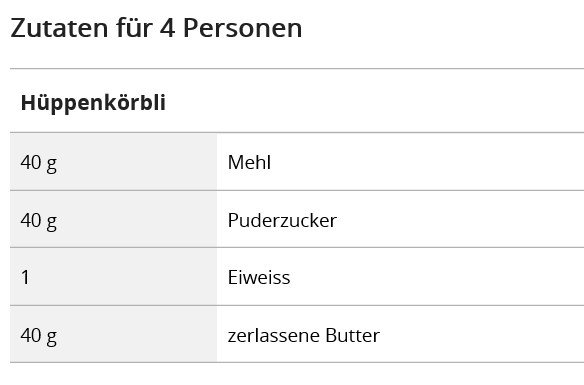 Zutaten für 4 Personen
Hüppenkörbli
40 g Mehl
40 g Puderzucker
1 Eiweiss
40 g zerlassene Butter